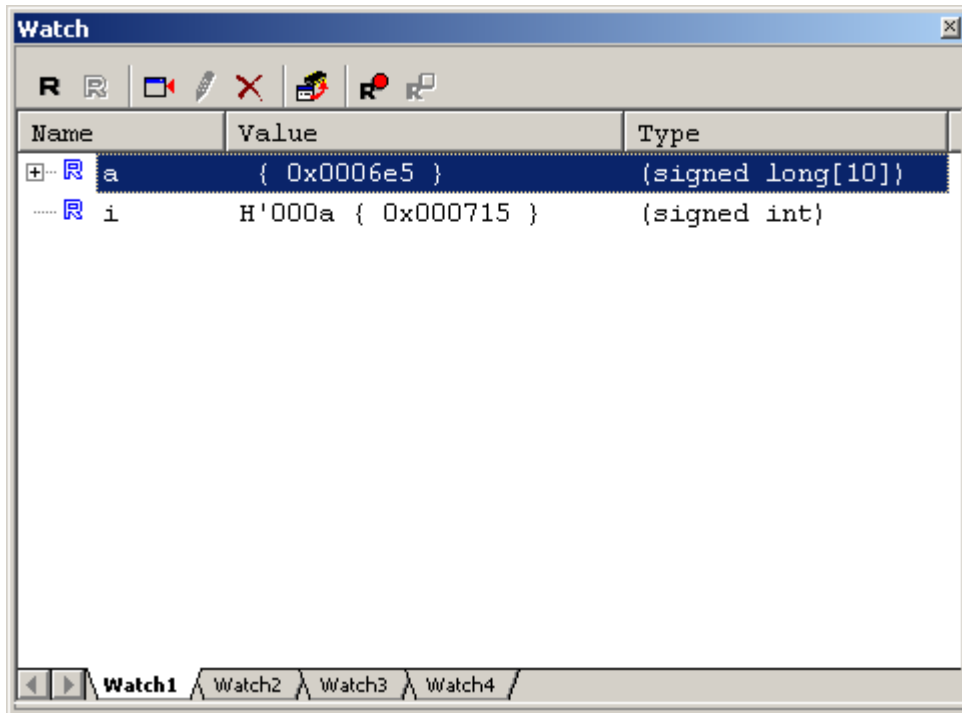 Watch
R R R R
Name Value Type
R a { 0x0006e5 } (signed long[10])
R i H'000a { 0x000715 } (signed int)
Watch1 Watch2 Watch3 Watch4